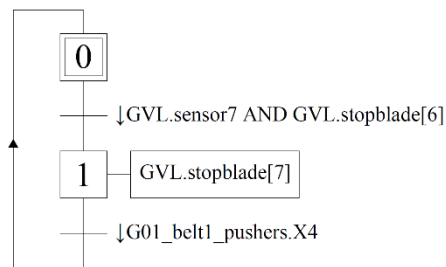 0
↓GVL.sensor7 AND GVL.stopblade[6]
1 GVL.stopblade[7]
↓G01_belt1_pushers.X4